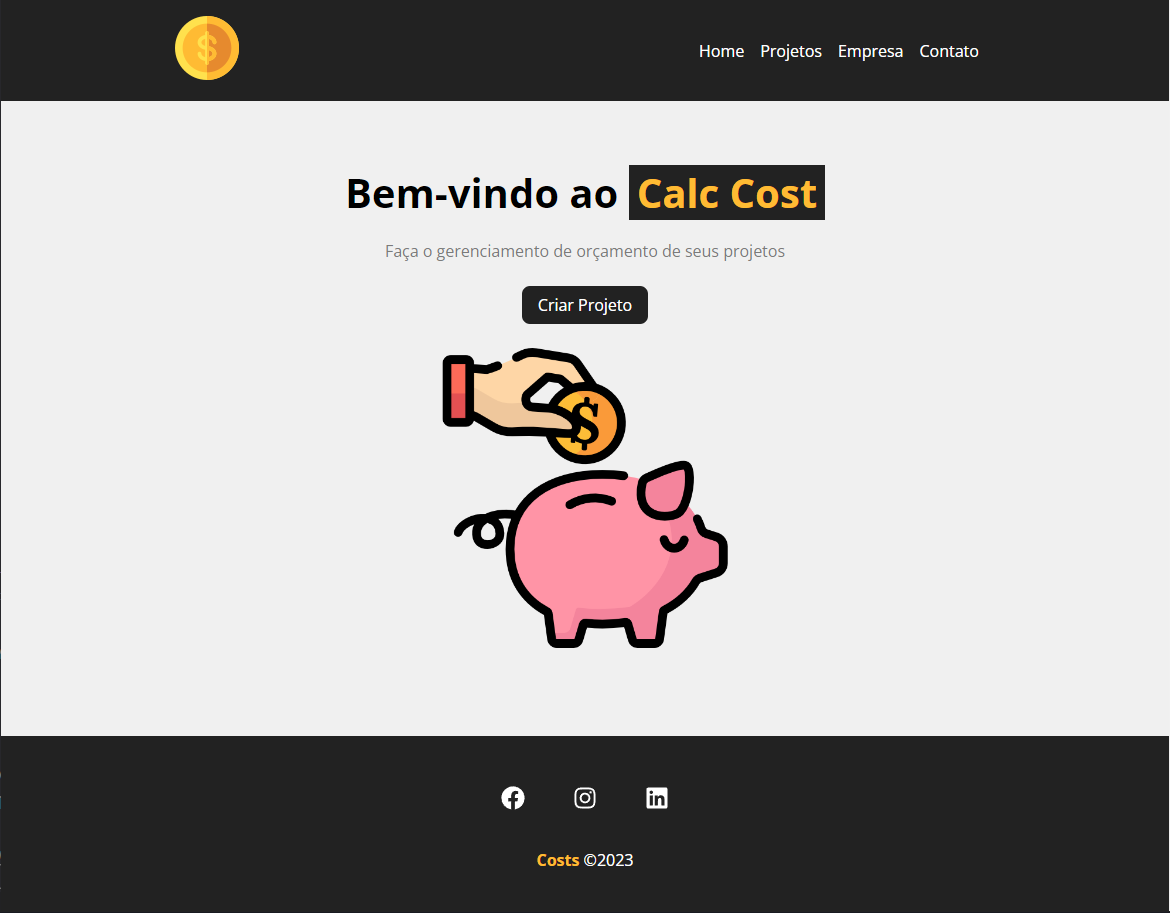 $
Home Projetos Empresa Contato
Bem-vindo ao Calc Cost
Faça o gerenciamento de orçamento de seus projetos
Criar Projeto
$
in
Costs ©2023